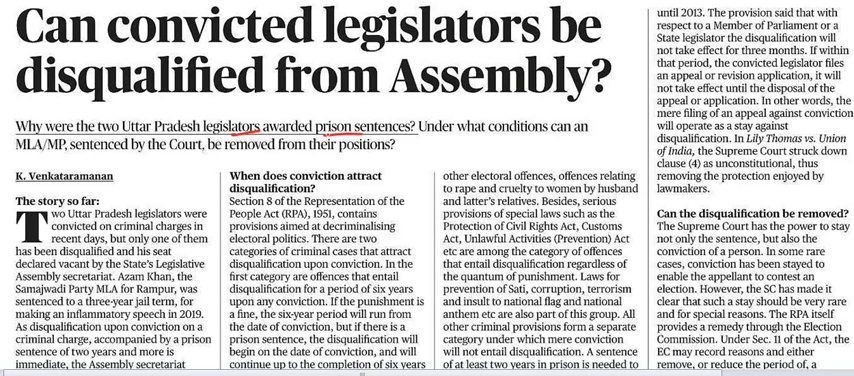 Can convicted legislators be
disqualified from Assembly?
Why were the two Uttar Pradesh legislators awarded prison sentences? Under what conditions can an
MLA/MP, sentenced by the Court, be removed from their positions?
K. Venkataramanan
The story so far:
Two Uttar Pradesh legislators were
convicted on criminal charges in
recent days, but only one of them
has been disqualified and his seat
declared vacant by the State's Legislative
Assembly secretariat. Azam Khan, the
Samajwadi Party MLA for Rampur, was
sentenced to a three-year jail term, for
making an inflammatory speech in 2019.
As disqualification upon conviction on a
criminal charge, accompanied by a prison
sentence of two years and more is
immediate, the Assembly secretariat
When does conviction attract
disqualification?
Section 8 of the Representation of the
People Act (RPA), 1951, contains
provisions aimed at decriminalising
electoral politics. There are two
categories of criminal cases that attract
disqualification upon conviction. In the
first category are offences that entail
disqualification for a period of six years
upon any conviction. If the punishment is
a fine, the six-year period will run from
the date of conviction, but if there is a
prison sentence, the disqualification will
begin on the date of conviction, and will
continue up to the completion of six years
other electoral offences, offences relating
to rape and cruelty to women by husband
and latter's relatives. Besides, serious
provisions of special laws such as the
Protection of Civil Rights Act, Customs
Act, Unlawful Activities (Prevention) Act
etc are among the category of offences
that entail disqualification regardless of
the quantum of punishment. Laws for
prevention of Sati, corruption, terrorism
and insult to national flag and national
anthem etc are also part of this group. All
other criminal provisions form a separate
category under which mere conviction
will not entail disqualification. A sentence
of at least two years in prison is needed to
until 2013. The provision said that with
respect to a Member of Parliament or a
State legislator the disqualification will
not take effect for three months. If within
that period, the convicted legislator files
an appeal or revision application, it will
not take effect until the disposal of the
appeal or application. In other words, the
mere filing of an appeal against conviction
will operate as a stay against
disqualification. In Lily Thomas vs. Union
of India, the Supreme Court struck down
clause (4) as unconstitutional, thus
removing the protection enjoyed by
lawmakers.
Can the disqualification be removed?
The Supreme Court has the power to stay
not only the sentence, but also the
conviction of a person. In some rare
cases, conviction has been stayed to
enable the appellant to contest an
election. However, the SC has made it
clear that such a stay should be very rare
and for special reasons. The RPA itself
provides a remedy through the Election
Commission. Under Sec. 11 of the Act, the
EC may record reasons and either
remove, or reduce the period of, a